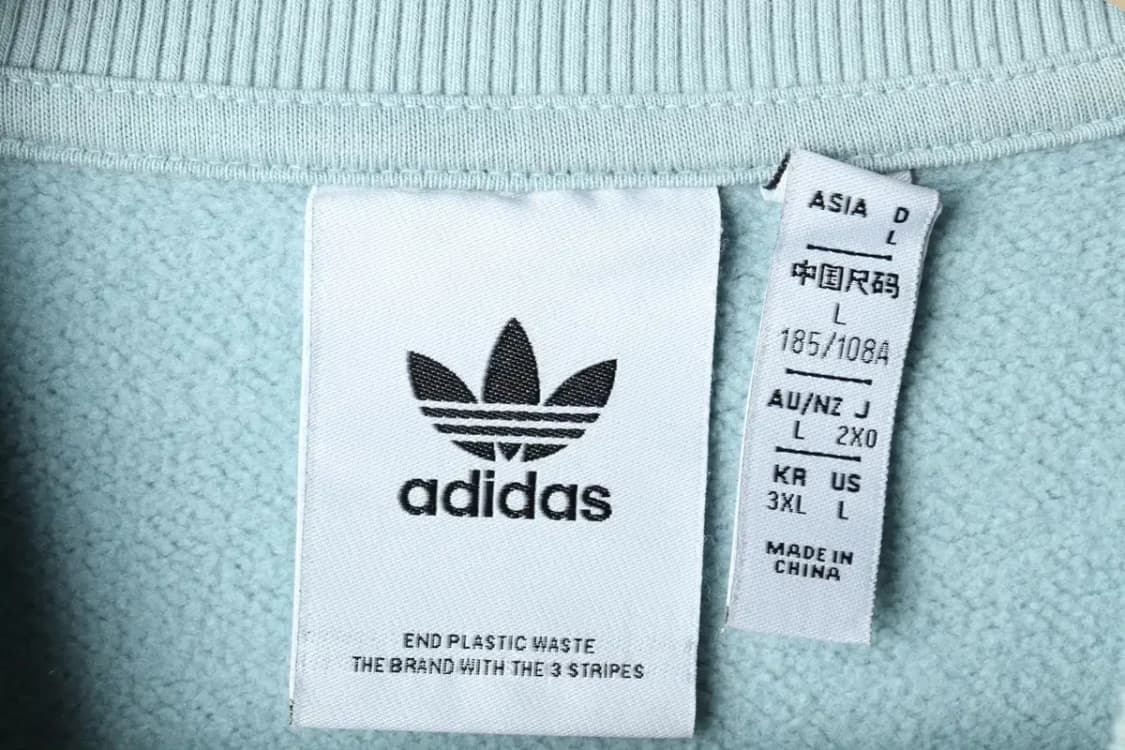 adidas
END PLASTIC WASTE
THE BRAND WITH THE 3 STRIPES
ASIA D
L
中国尺码
L
185/108A
AU/NZ J
L 2XO
KR US
3XL L
MADE IN
CHINA